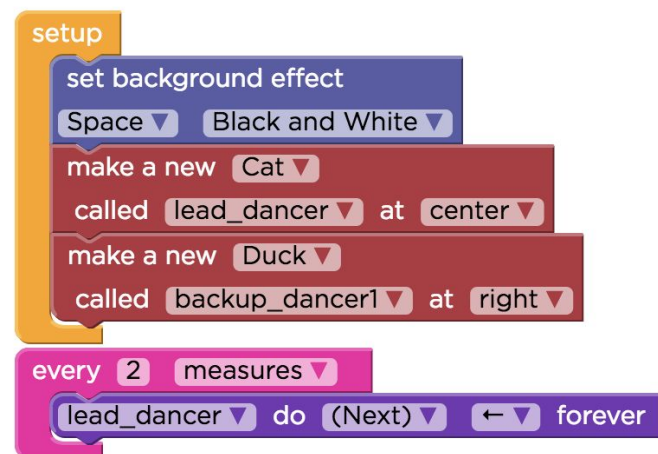 setup
set background effect
Space ▼ Black and White ▼
make a new Cat ▼
called lead_dancer ▼ at center ▼
make a new Duck ▼
called backup_dancer1 ▼ at right ▼
every 2 measures ▼
lead_dancer ▼ do (Next) ▼ ← ▼ forever